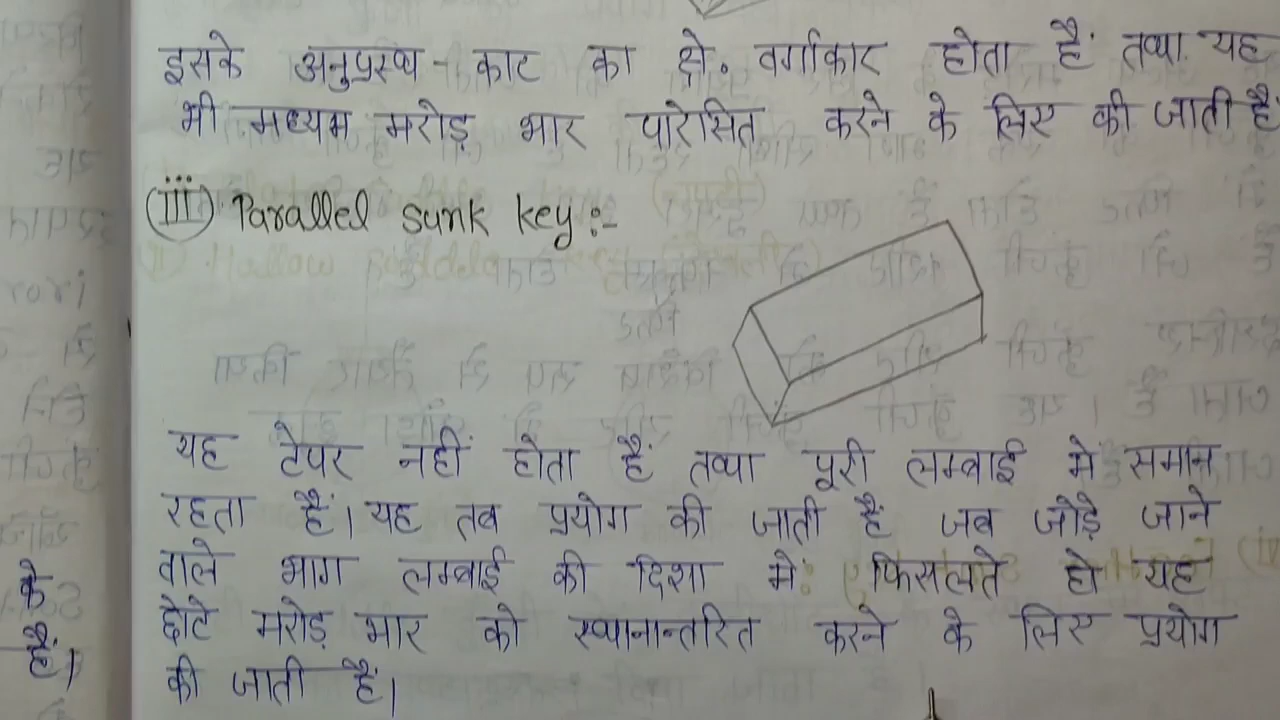 इसके अनुप्रस्थ - काट का क्षे. वर्गाकार होता हैं तथा यह
भी मध्यम मरोड़ भार पारेसित करने के लिए की जाती हैं
(iii) Parallel sunk key :-
यह टेपर नहीं होता हैं तथा पूरी लम्बाई मे समान
रहता हैं। यह तब प्रयोग की जाती हैं जब जोड़े जाने
वाले भाग लम्बाई की दिशा मे फिसलते हो यह
छोटे मरोड़ भार को स्थानान्तरित करने के लिए प्रयोग
की जाती हैं।
के
हैं।